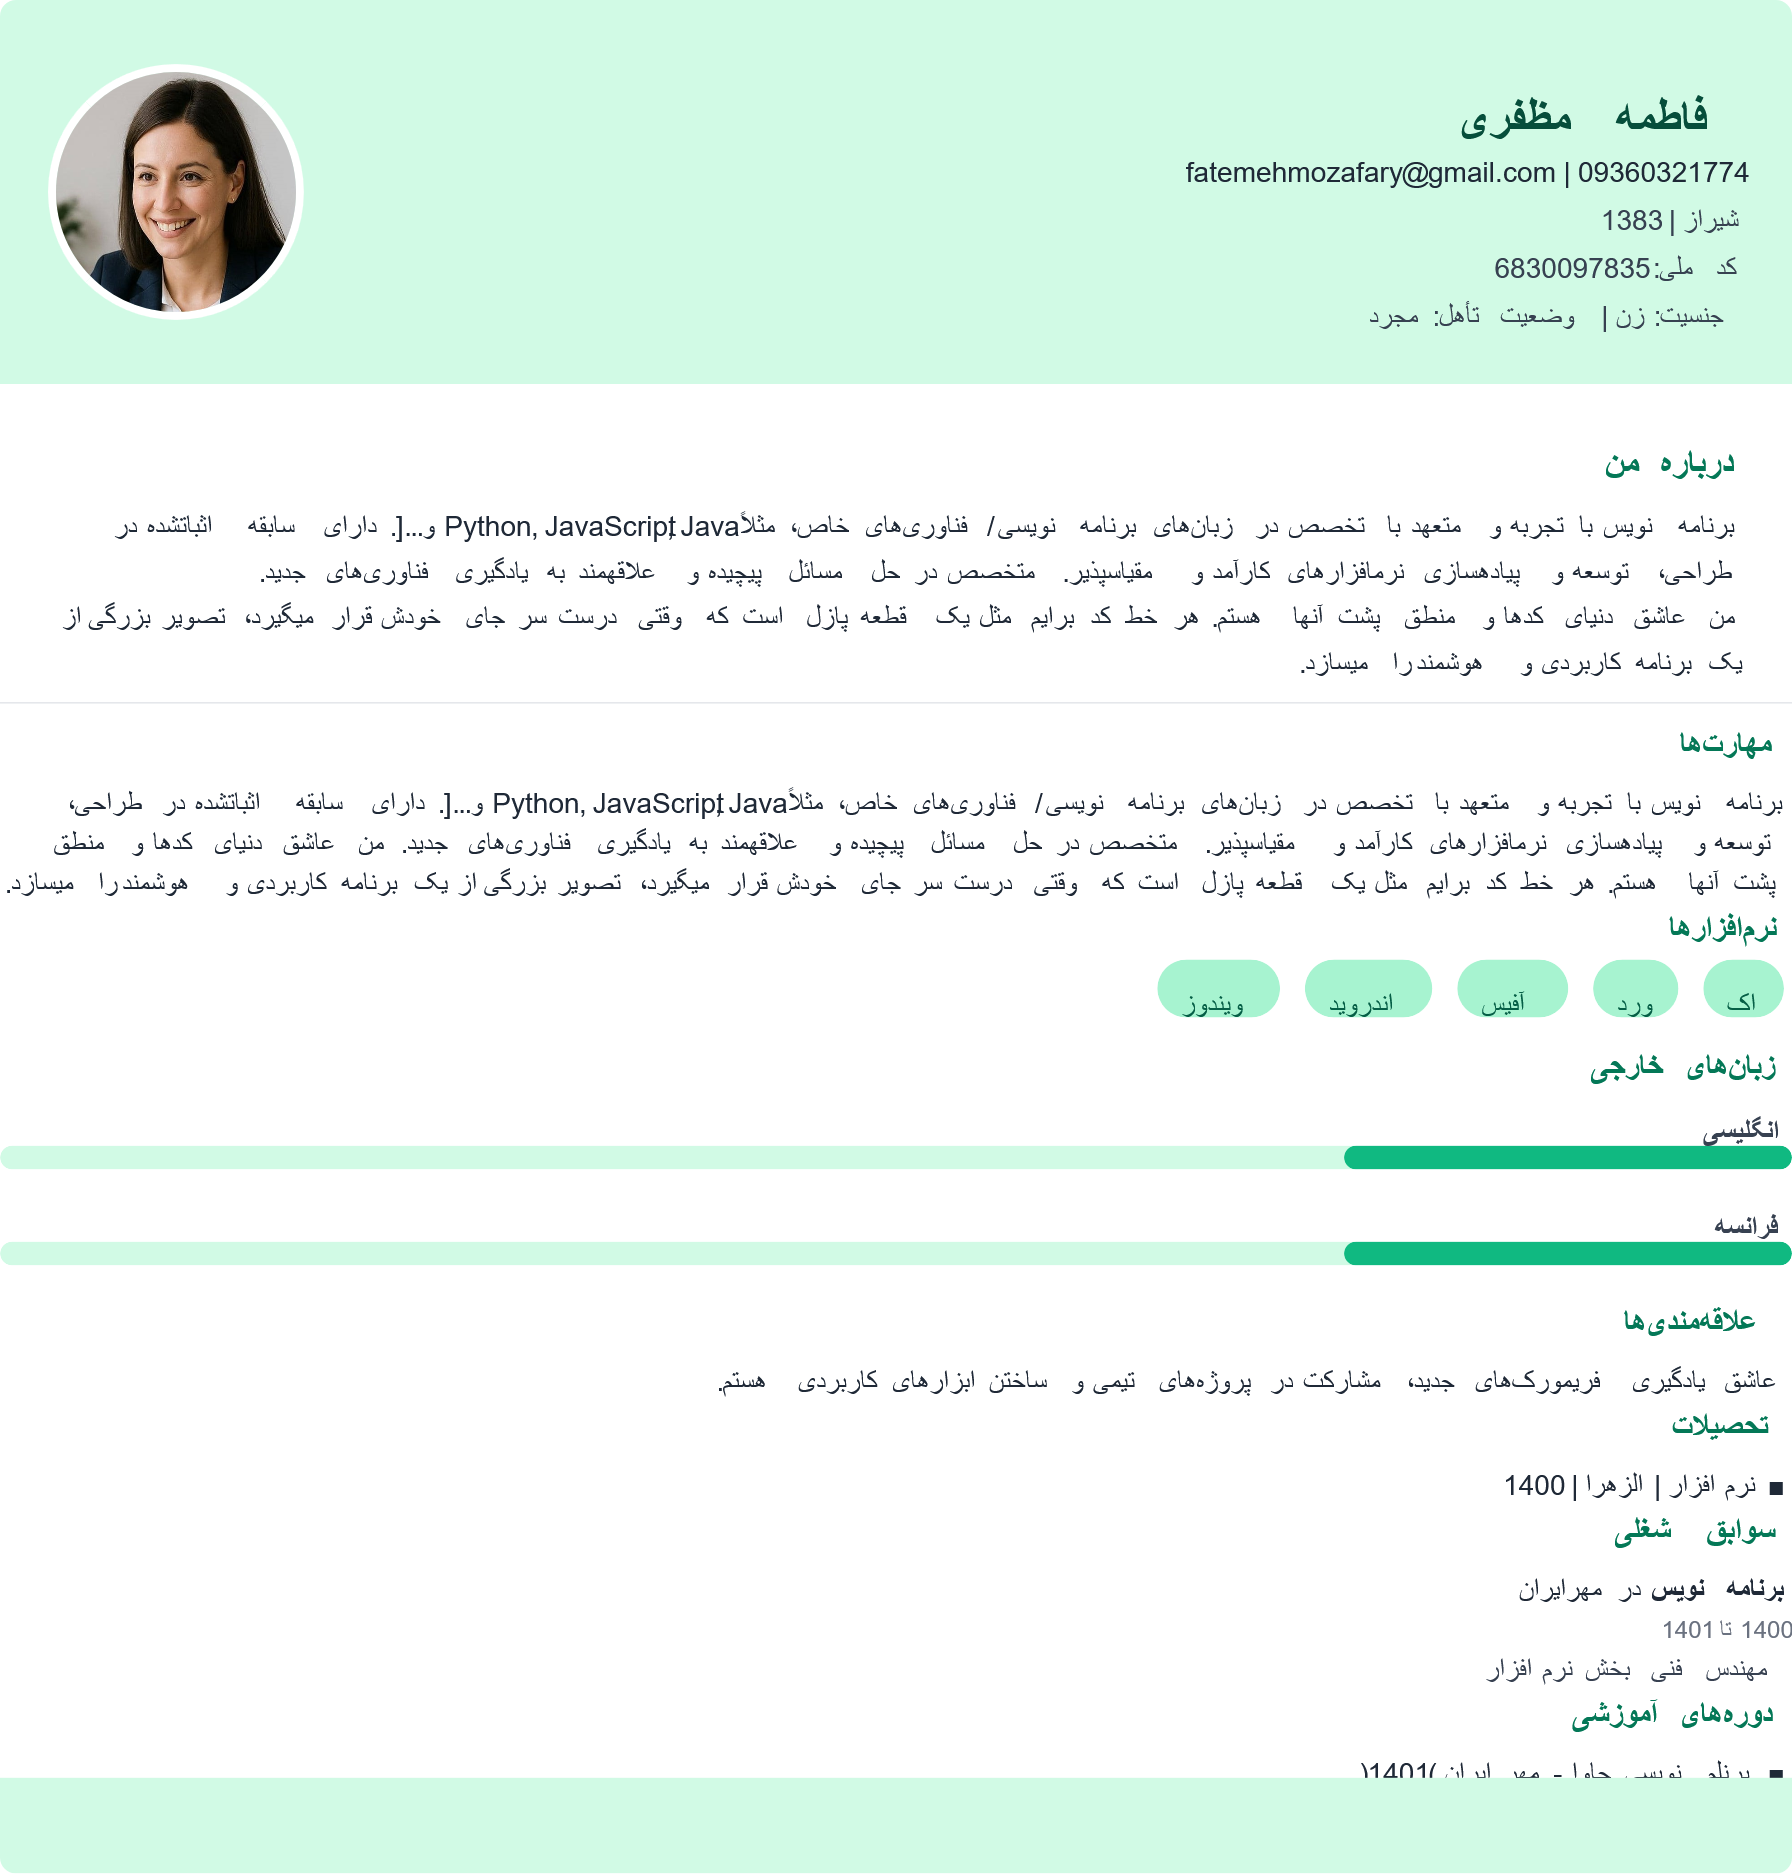 فاطمه مظفری
fatemehmozafary@gmail.com | 09360321774
شیراز | 1383
کد ملی: 6830097835
جنسیت: زن | وضعیت تأهل: مجرد
درباره من
برنامه نویس با تجربه و متعهد با تخصص در زبان‌های برنامه نویسی/ فناوری‌های خاص، مثلاً Python, JavaScript, Java و...[. دارای سابقه اثباتشده در
طراحی، توسعه و پیادهسازی نرمافزارهای کارآمد و مقیاسپذیر. متخصص در حل مسائل پیچیده و علاقهمند به یادگیری فناوری‌های جدید.
من عاشق دنیای کدها و منطق پشت آنها هستم. هر خط کد برایم مثل یک قطعه پازل است که وقتی درست سر جای خودش قرار میگیرد، تصویر بزرگی از
یک برنامه کاربردی و هوشمند را میسازد.
مهارت‌ها
برنامه نویس با تجربه و متعهد با تخصص در زبان‌های برنامه نویسی/ فناوری‌های خاص، مثلاً Python, JavaScript, Java و...[. دارای سابقه اثباتشده در طراحی،
توسعه و پیادهسازی نرمافزارهای کارآمد و مقیاسپذیر. متخصص در حل مسائل پیچیده و علاقهمند به یادگیری فناوری‌های جدید. من عاشق دنیای کدها و منطق
پشت آنها هستم. هر خط کد برایم مثل یک قطعه پازل است که وقتی درست سر جای خودش قرار میگیرد، تصویر بزرگی از یک برنامه کاربردی و هوشمند را میسازد.
نرم‌افزارها
اک ورد آفیس اندروید ویندوز
زبان‌های خارجی
انگلیسی
فرانسه
علاقه‌مندی‌ها
عاشق یادگیری فریمورک‌های جدید، مشارکت در پروژه‌های تیمی و ساختن ابزارهای کاربردی هستم.
تحصیلات
■ نرم افزار | الزهرا | 1400
سوابق شغلی
برنامه نویس در مهرایران
1400 تا 1401
مهندس فنی بخش نرم افزار
دوره‌های آموزشی
■ نویسی جاوا - مهر ایران )1401(